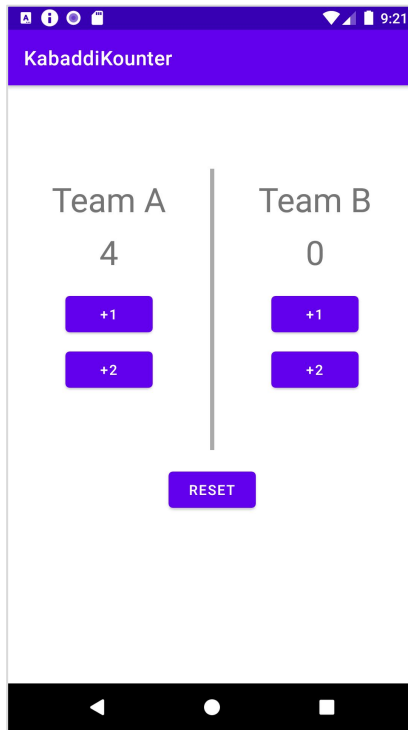 9:21
KabaddiKounter
Team A
Team B
4
0
+1
+1
+2
+2
RESET